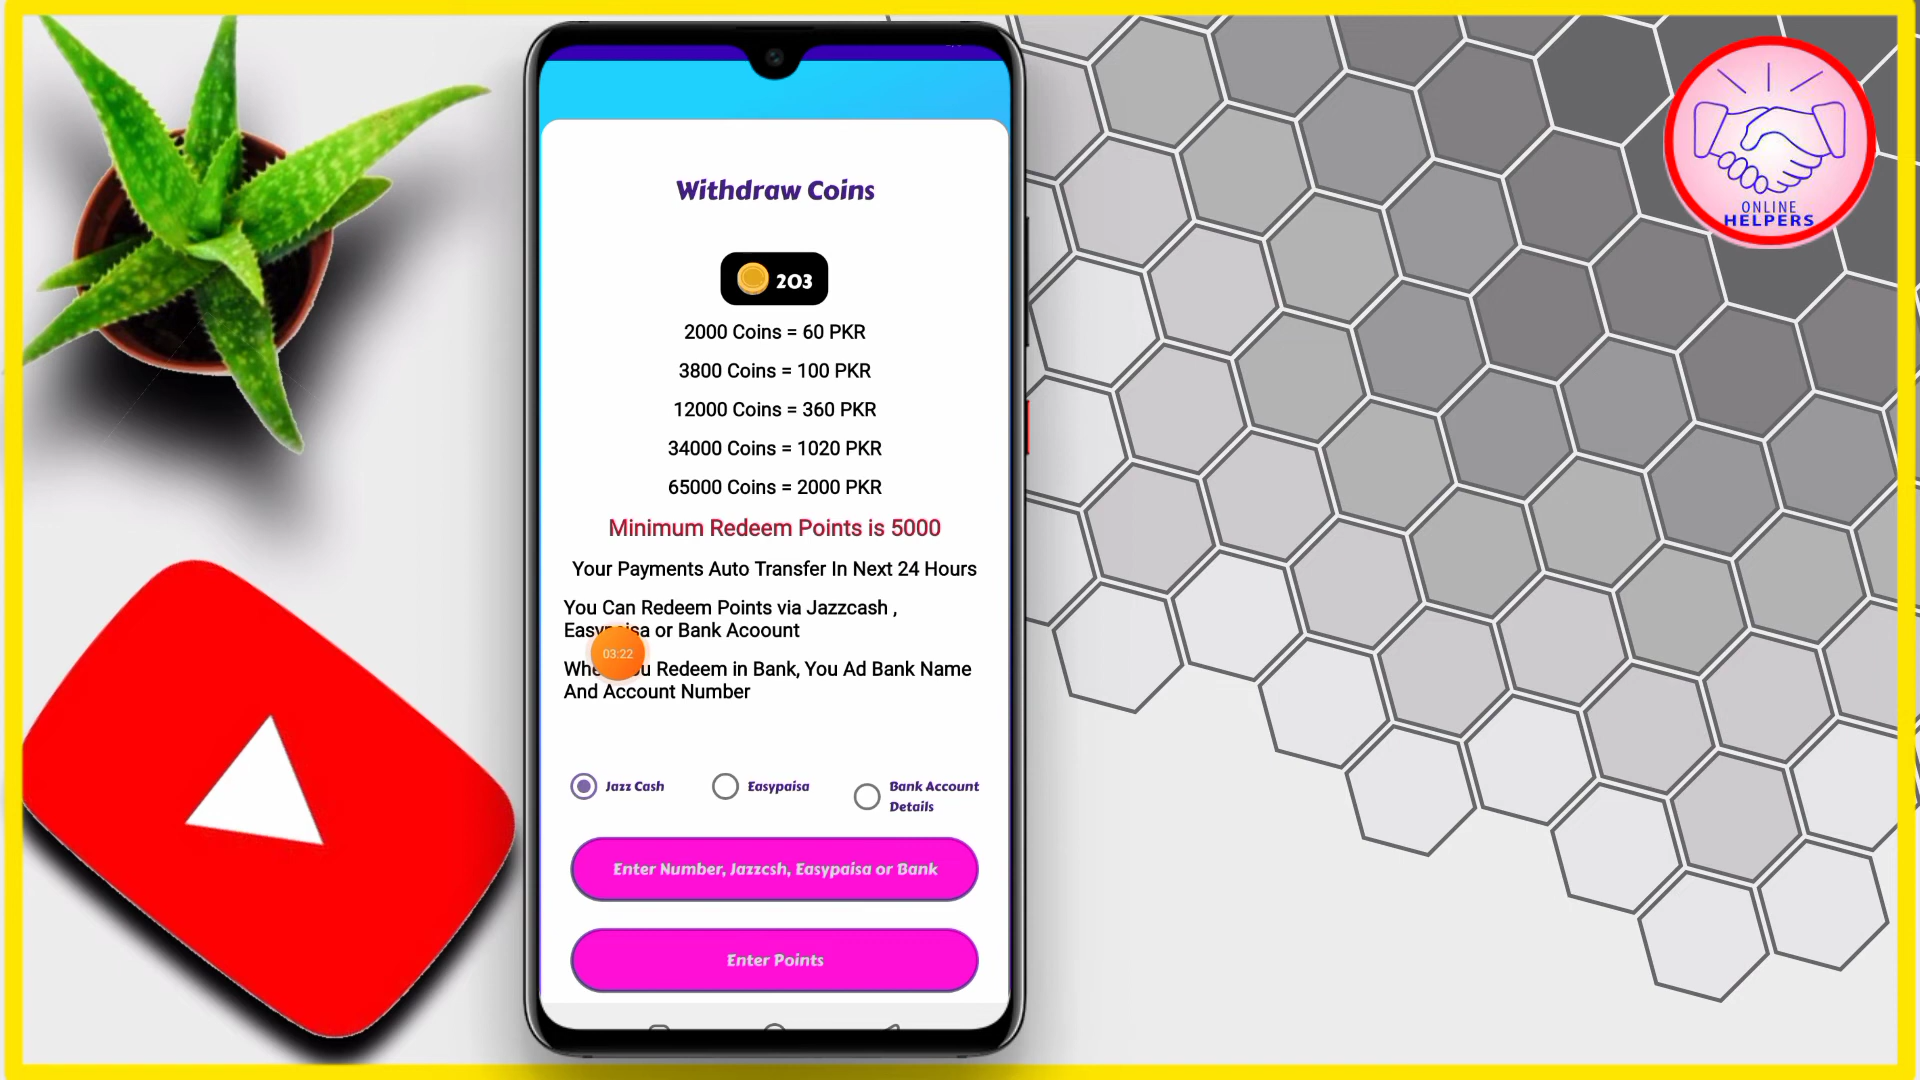 Withdraw Coins
203
2000 Coins = 60 PKR
3800 Coins = 100 PKR
12000 Coins = 360 PKR
34000 Coins = 1020 PKR
65000 Coins = 2000 PKR
Minimum Redeem Points is 5000
Your Payments Auto Transfer In Next 24 Hours
You Can Redeem Points via Jazzcash ,
or Bank Acoount
03:22
Redeem in Bank, You Ad Bank Name
And Account Number
Jazz Cash
Easypaisa
Bank Account
Details
Enter Number, Jazzcsh, Easypaisa or Bank
Enter Points
ONLINE
HELPERS